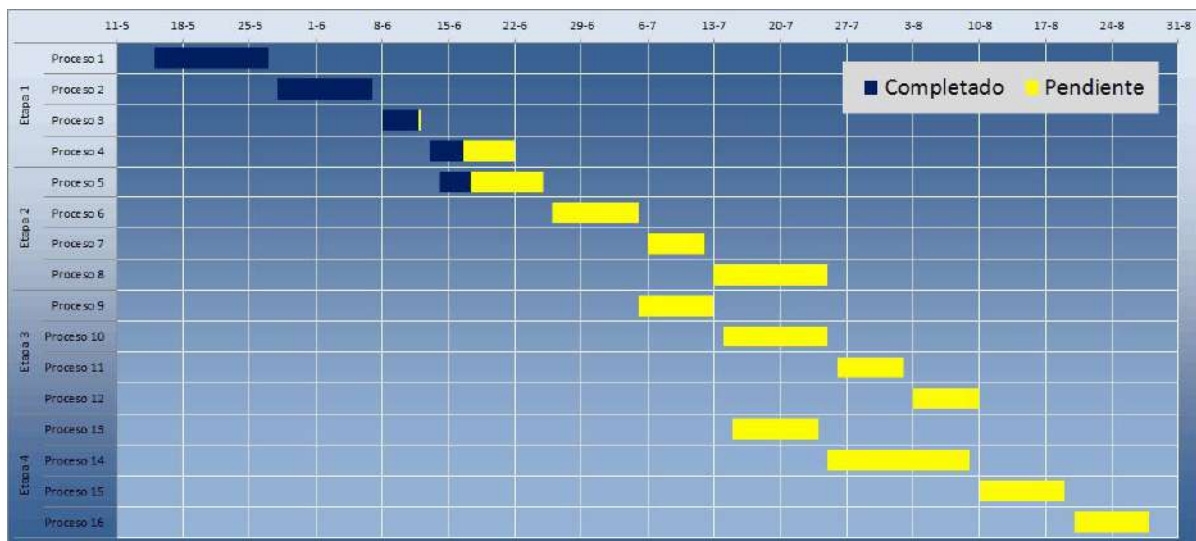 11-5 18-5 25-5 1-6 8-6 15-6 22-6 29-6 6-7 13-7 20-7 27-7 3-8 10-8 17-8 24-8 31-8
Completado Pendiente
Etapa 1
Proceso 1
Proceso 2
Proceso 3
Proceso 4
Etapa 2
Proceso 5
Proceso 6
Proceso 7
Proceso 8
Etapa 3
Proceso 9
Proceso 10
Proceso 11
Proceso 12
Etapa 4
Proceso 13
Proceso 14
Proceso 15
Proceso 16